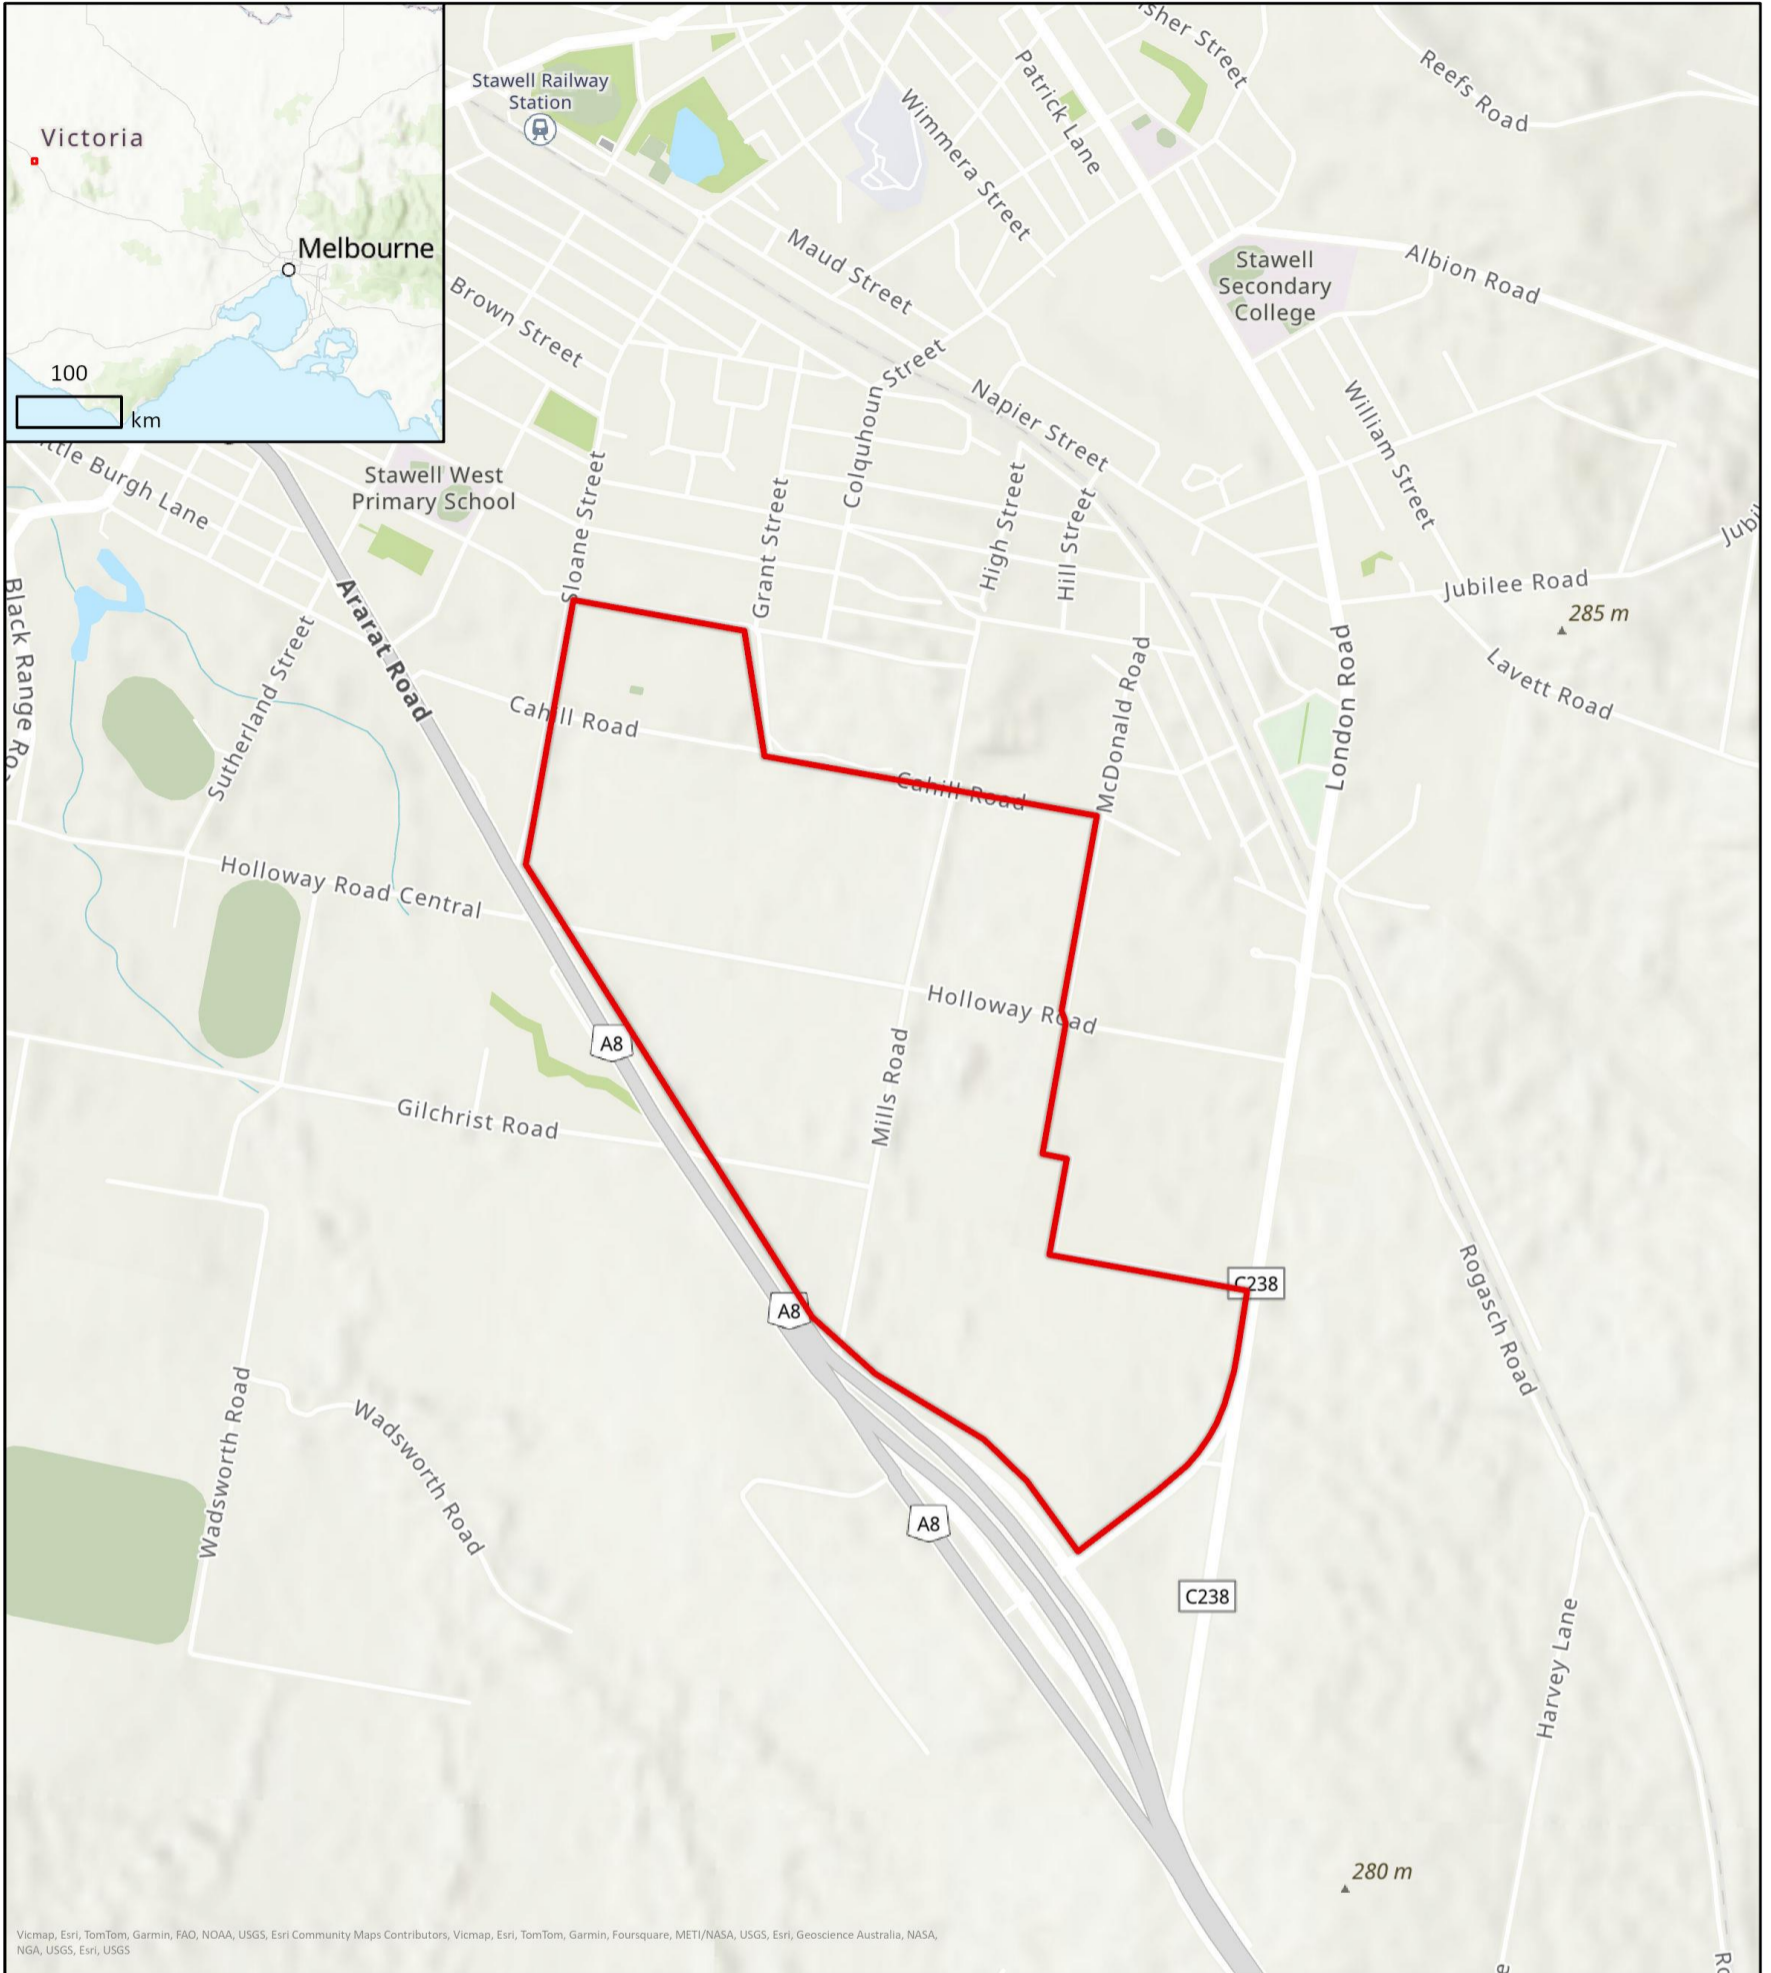 Victoria
Melbourne
100
km
Stawell Railway
Station
Patrick Lane
Reefs Road
Wimmera Street
Maud Street
Albion Road
Stawell
Secondary
College
Brown Street
Colquhoun Street
Napier Street
William Street
Burgh Lane
Stawell West
Primary School
Sloane Street
Grant Street
High Street
Hill Street
Jubilee Road
285 m
Black Range
Ararat Road
Sutherland Street
Cahill Road
Cahill Road
McDonald Road
London Road
Lavett Road
Holloway Road Central
Holloway Road
A8
Mills Road
Gilchrist Road
C238
A8
Rogasch Road
Wadsworth Road
Wadsworth Road
A8
C238
Harvey Lane
280 m
Vicmap, Esri, TomTom, Garmin, FAO, NOAA, USGS, Esri Community Maps Contributors, Vicmap, Esri, TomTom, Garmin, Foursquare, METI/NASA, USGS, Esri, Geoscience Australia, NASA,
NGA, USGS, Esri, USGS